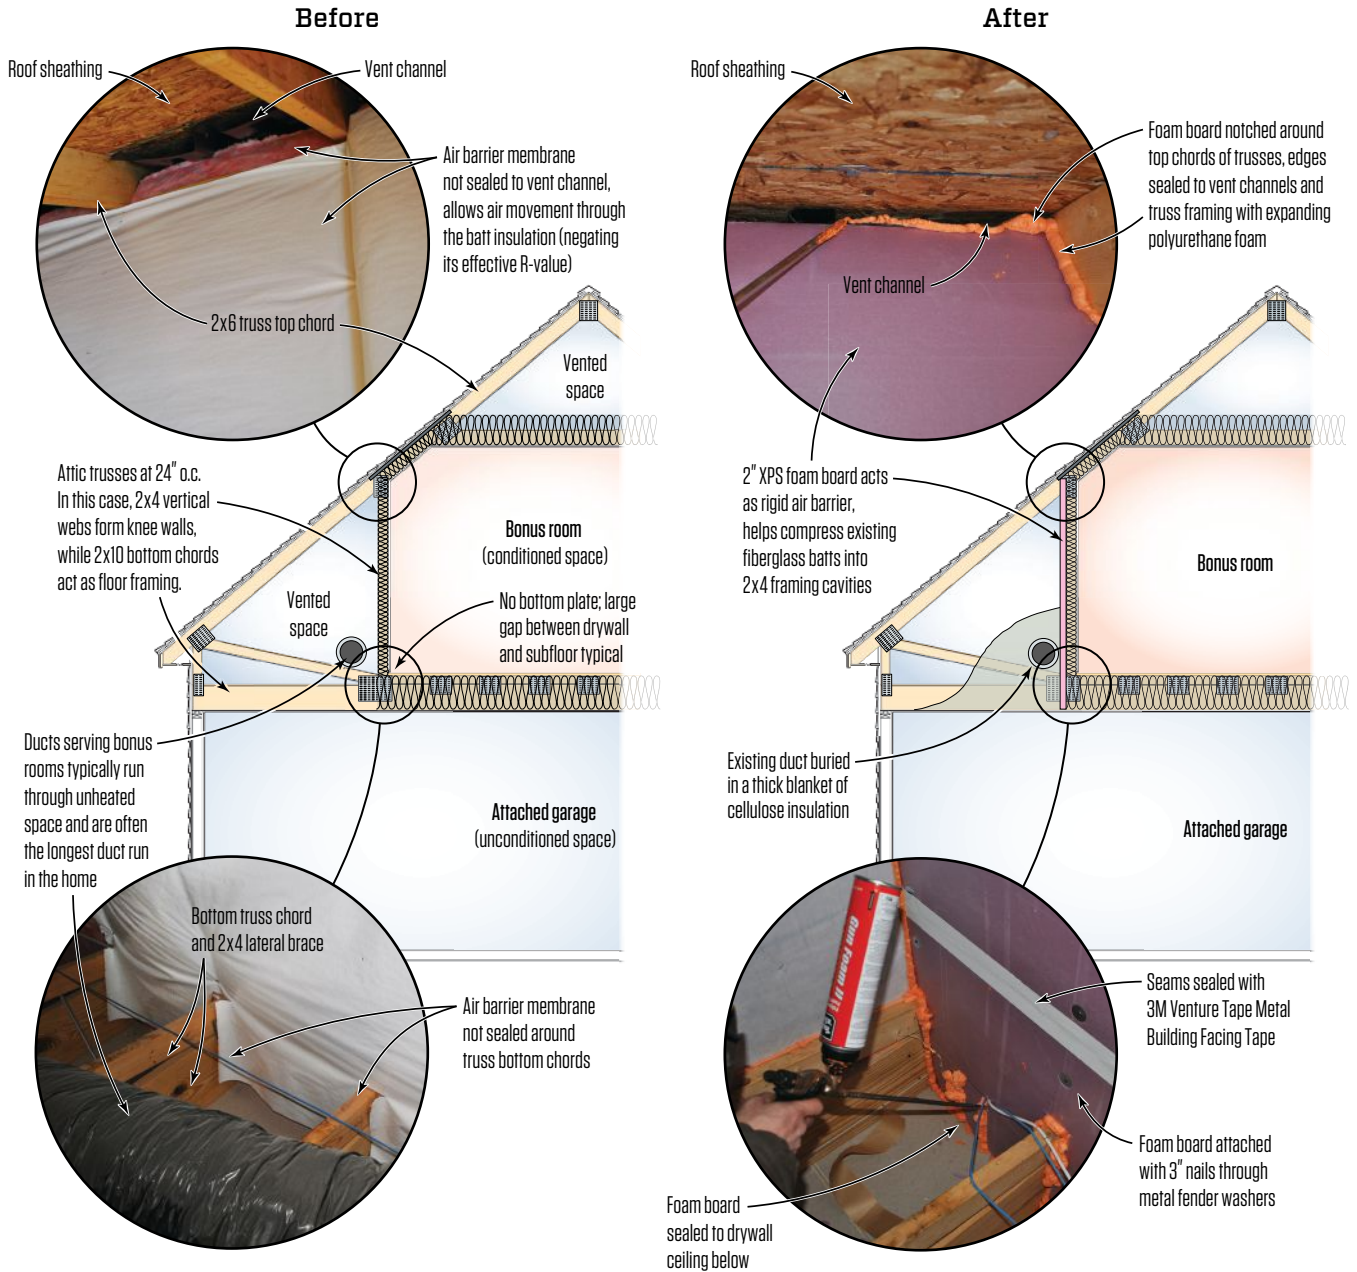 Before
Roof sheathing
Vent channel
Air barrier membrane
not sealed to vent channel,
allows air movement through
the batt insulation (negating
its effective R-value)
2x6 truss top chord
Vented
space
Attic trusses at 24" o.c.
In this case, 2x4 vertical
webs form knee walls,
while 2x10 bottom chords
act as floor framing.
Bonus room
(conditioned space)
Vented
space
No bottom plate; large
gap between drywall
and subfloor typical
Ducts serving bonus
rooms typically run
through unheated
space and are often
the longest duct run
in the home
Attached garage
(unconditioned space)
Bottom truss chord
and 2x4 lateral brace
Air barrier membrane
not sealed around
truss bottom chords
After
Roof sheathing
Foam board notched around
top chords of trusses, edges
sealed to vent channels and
truss framing with expanding
polyurethane foam
Vent channel
2" XPS foam board acts
as rigid air barrier,
helps compress existing
fiberglass batts into
2x4 framing cavities
Bonus room
Existing duct buried
in a thick blanket of
cellulose insulation
Attached garage
Gun Foam
Seams sealed with
3M Venture Tape Metal
Building Facing Tape
Foam board attached
with 3" nails through
metal fender washers
Foam board
sealed to drywall
ceiling below